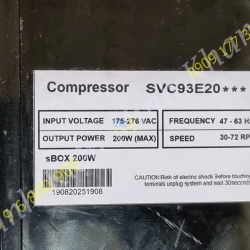 Compressor SVC93E20***
INPUT VOLTAGE 175-276 VAC FREQUENCY 47 - 63 H
OUTPUT POWER 200W (MAX) SPEED 30-72 RP
sBOX 200W
CAUTION:Risk of electric shock Before touching
terminals unplug system and wait 30seconds
190820251908